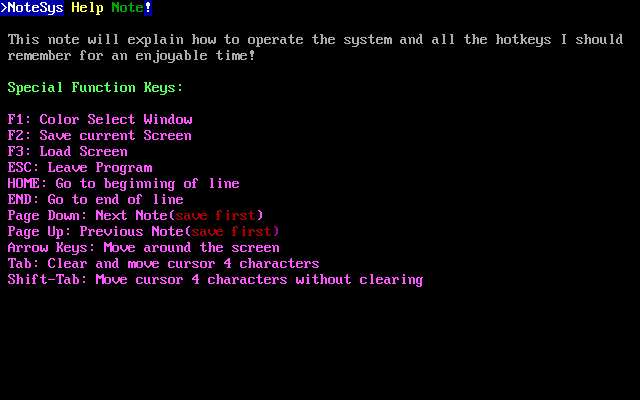 >NoteSys Help Note!
This note will explain how to operate the system and all the hotkeys I should
remember for an enjoyable time!
Special Function Keys:
F1: Color Select Window
F2: Save current Screen
F3: Load Screen
ESC: Leave Program
HOME: Go to beginning of line
END: Go to end of line
Page Down: Next Note(save first)
Page Up: Previous Note(save first)
Arrow Keys: Move around the screen
Tab: Clear and move cursor 4 characters
Shift-Tab: Move cursor 4 characters without clearing